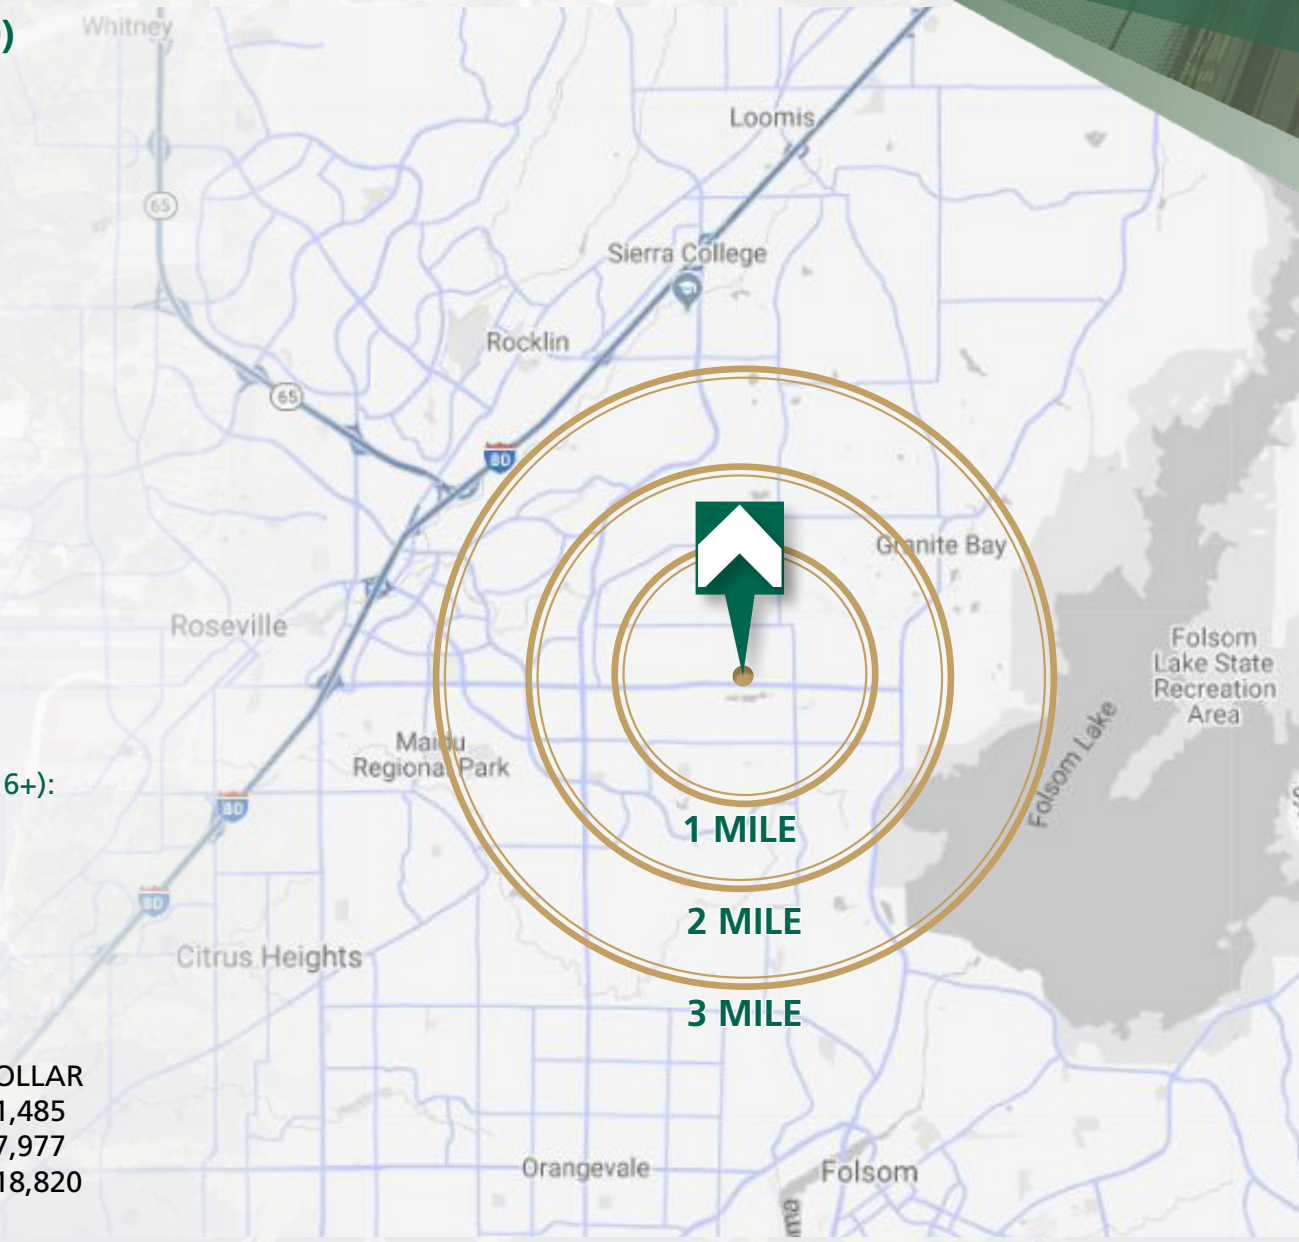 )
Whitney
Loomis
65
Sierra College
Rocklin
65
80
Granite Bay
Roseville
Folsom
Lake State
Recreation
Area
Maidu
Regional Park
Folsom Lake
6+):
80
1 MILE
80
2 MILE
Citrus Heights
3 MILE
OLLAR
1,485
7,977
18,820
Orangevale
Folsom
ma